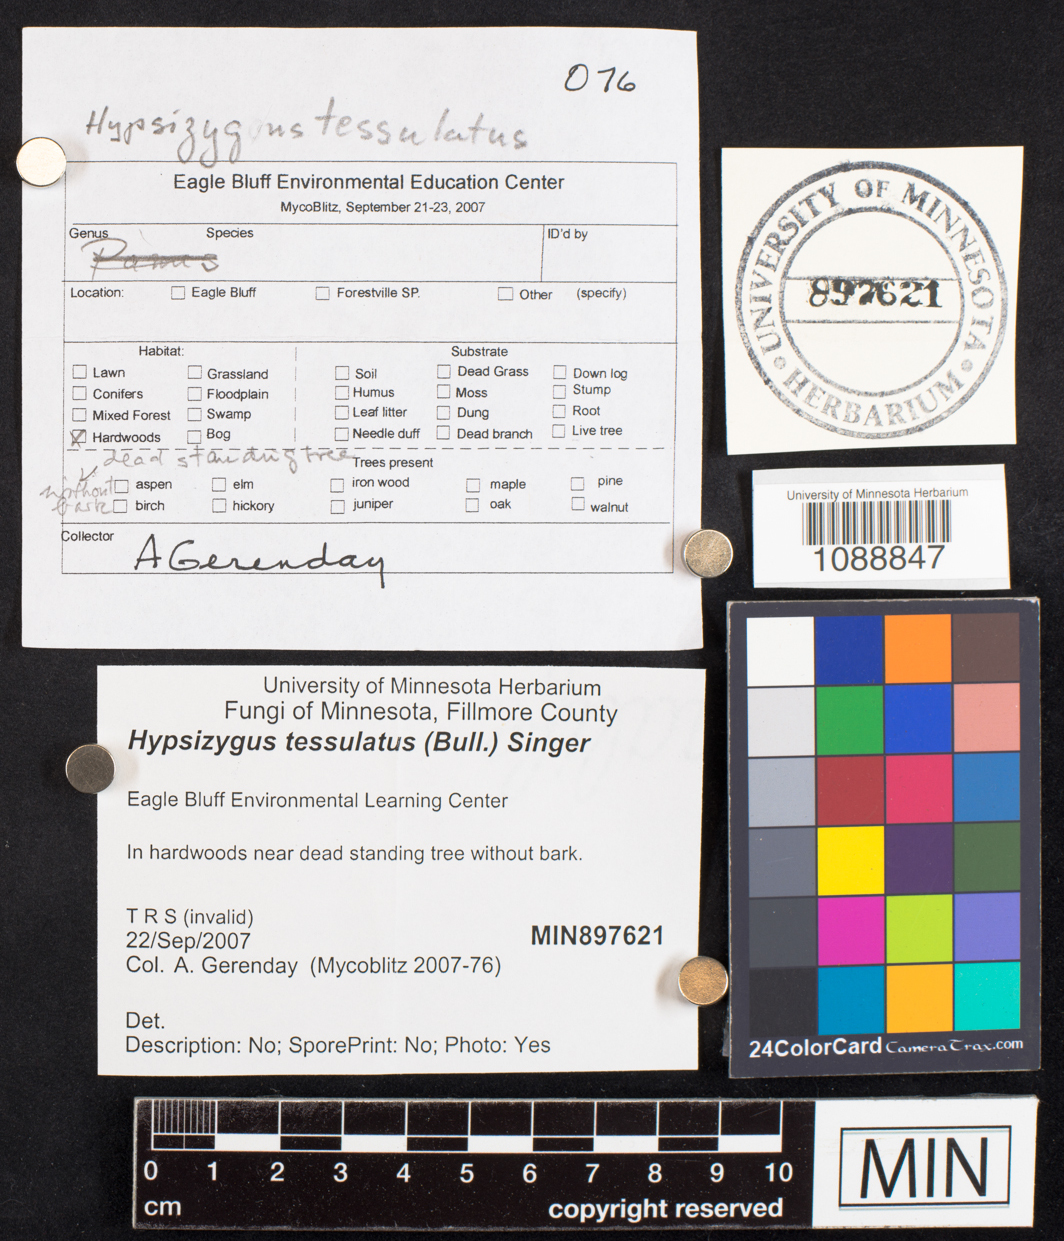 076
Hypsizygus tessulatus
Eagle Bluff Environmental Education Center
MycoBlitz, September 21-23, 2007
Genus Species ID'd by
Panus
Location: Eagle Bluff Forestville SP. Other (specify)
Habitat: Substrate
Lawn Grassland Soil Dead Grass Down log
Conifers Floodplain Humus Moss Stump
Mixed Forest Swamp Leaf litter Dung Root
Hardwoods Bog Needle duff Dead branch Live tree
dead standing tree
without bark
Trees present
aspen elm iron wood maple pine
birch hickory juniper oak walnut
Collector
A Gerenday
UNIVERSITY OF MINNESOTA
897621
HERBARIUM
University of Minnesota Herbarium
1088847
University of Minnesota Herbarium
Fungi of Minnesota, Fillmore County
Hypsizygus tessulatus (Bull.) Singer
Eagle Bluff Environmental Learning Center
In hardwoods near dead standing tree without bark.
T R S (invalid)
22/Sep/2007
MIN897621
Col. A. Gerenday (Mycoblitz 2007-76)
Det.
Description: No; SporePrint: No; Photo: Yes
24ColorCard CameraTrax.com
0 1 2 3 4 5 6 7 8 9 10
cm copyright reserved
MIN